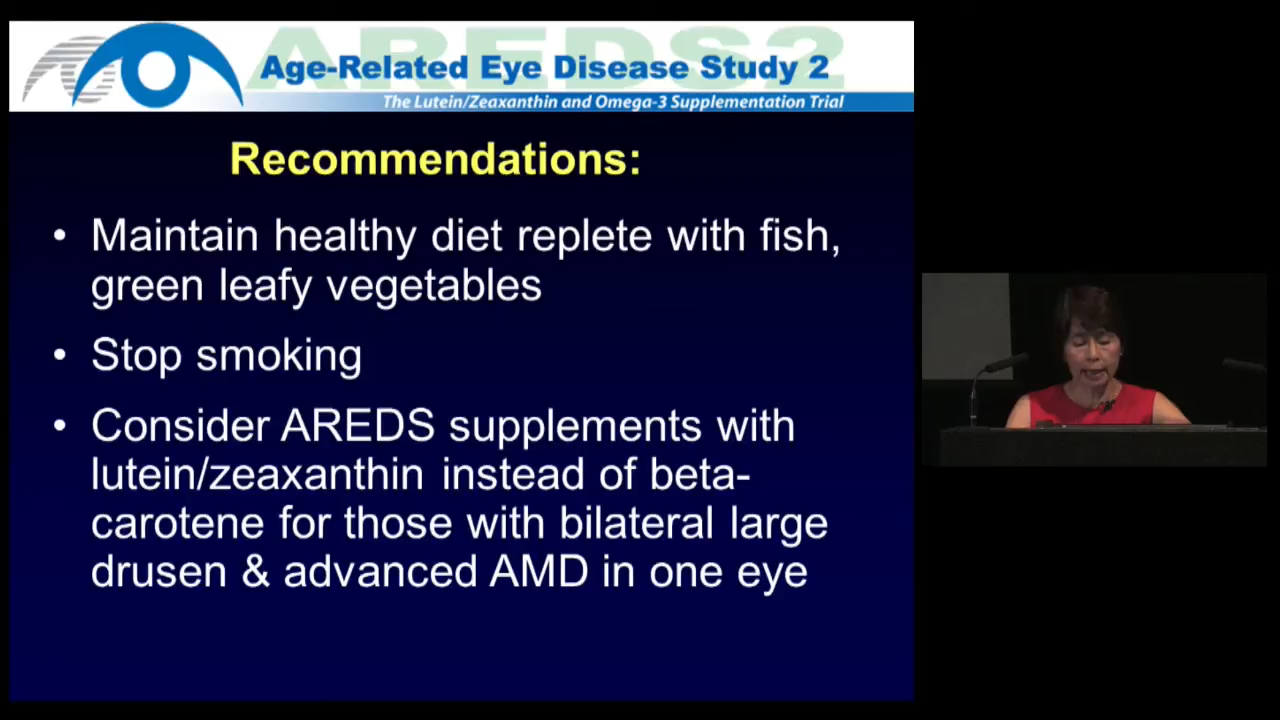 AREDS2
Age-Related Eye Disease Study 2
The Lutein/Zeaxanthin and Omega-3 Supplementation Trial
Recommendations:
• Maintain healthy diet replete with fish,
green leafy vegetables
• Stop smoking
• Consider AREDS supplements with
lutein/zeaxanthin instead of beta-
carotene for those with bilateral large
drusen & advanced AMD in one eye